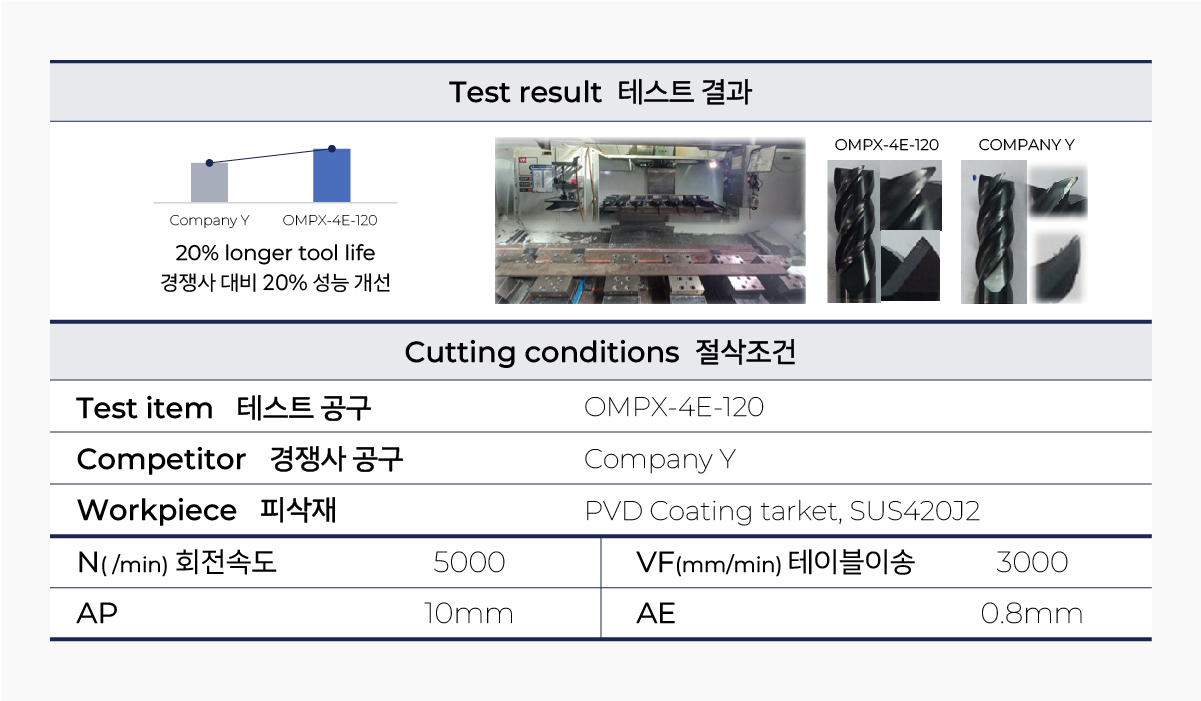 Test result 테스트 결과
Company Y
OMPX-4E-120
20% longer tool life
경쟁사 대비 20% 성능 개선
OMPX-4E-120
COMPANY Y
Cutting conditions 절삭조건
Test item 테스트 공구 OMPX-4E-120
Competitor 경쟁사 공구 Company Y
Workpiece 피삭재 PVD Coating tarket, SUS420J2
N( /min) 회전속도 5000 VF(mm/min) 테이블이송 3000
AP 10mm AE 0.8mm